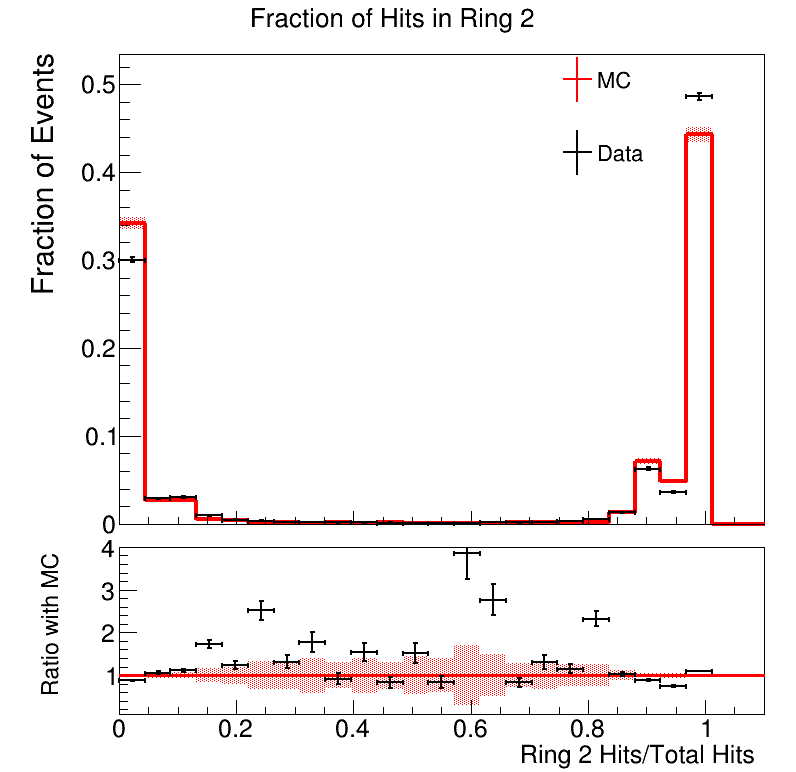 Fraction of Hits in Ring 2
Fraction of Events
0.5
0.4
0.3
0.2
0.1
0
MC
Data
Ratio with MC
4
3
2
1
0
0.2
0.4
0.6
0.8
1
Ring 2 Hits/Total Hits